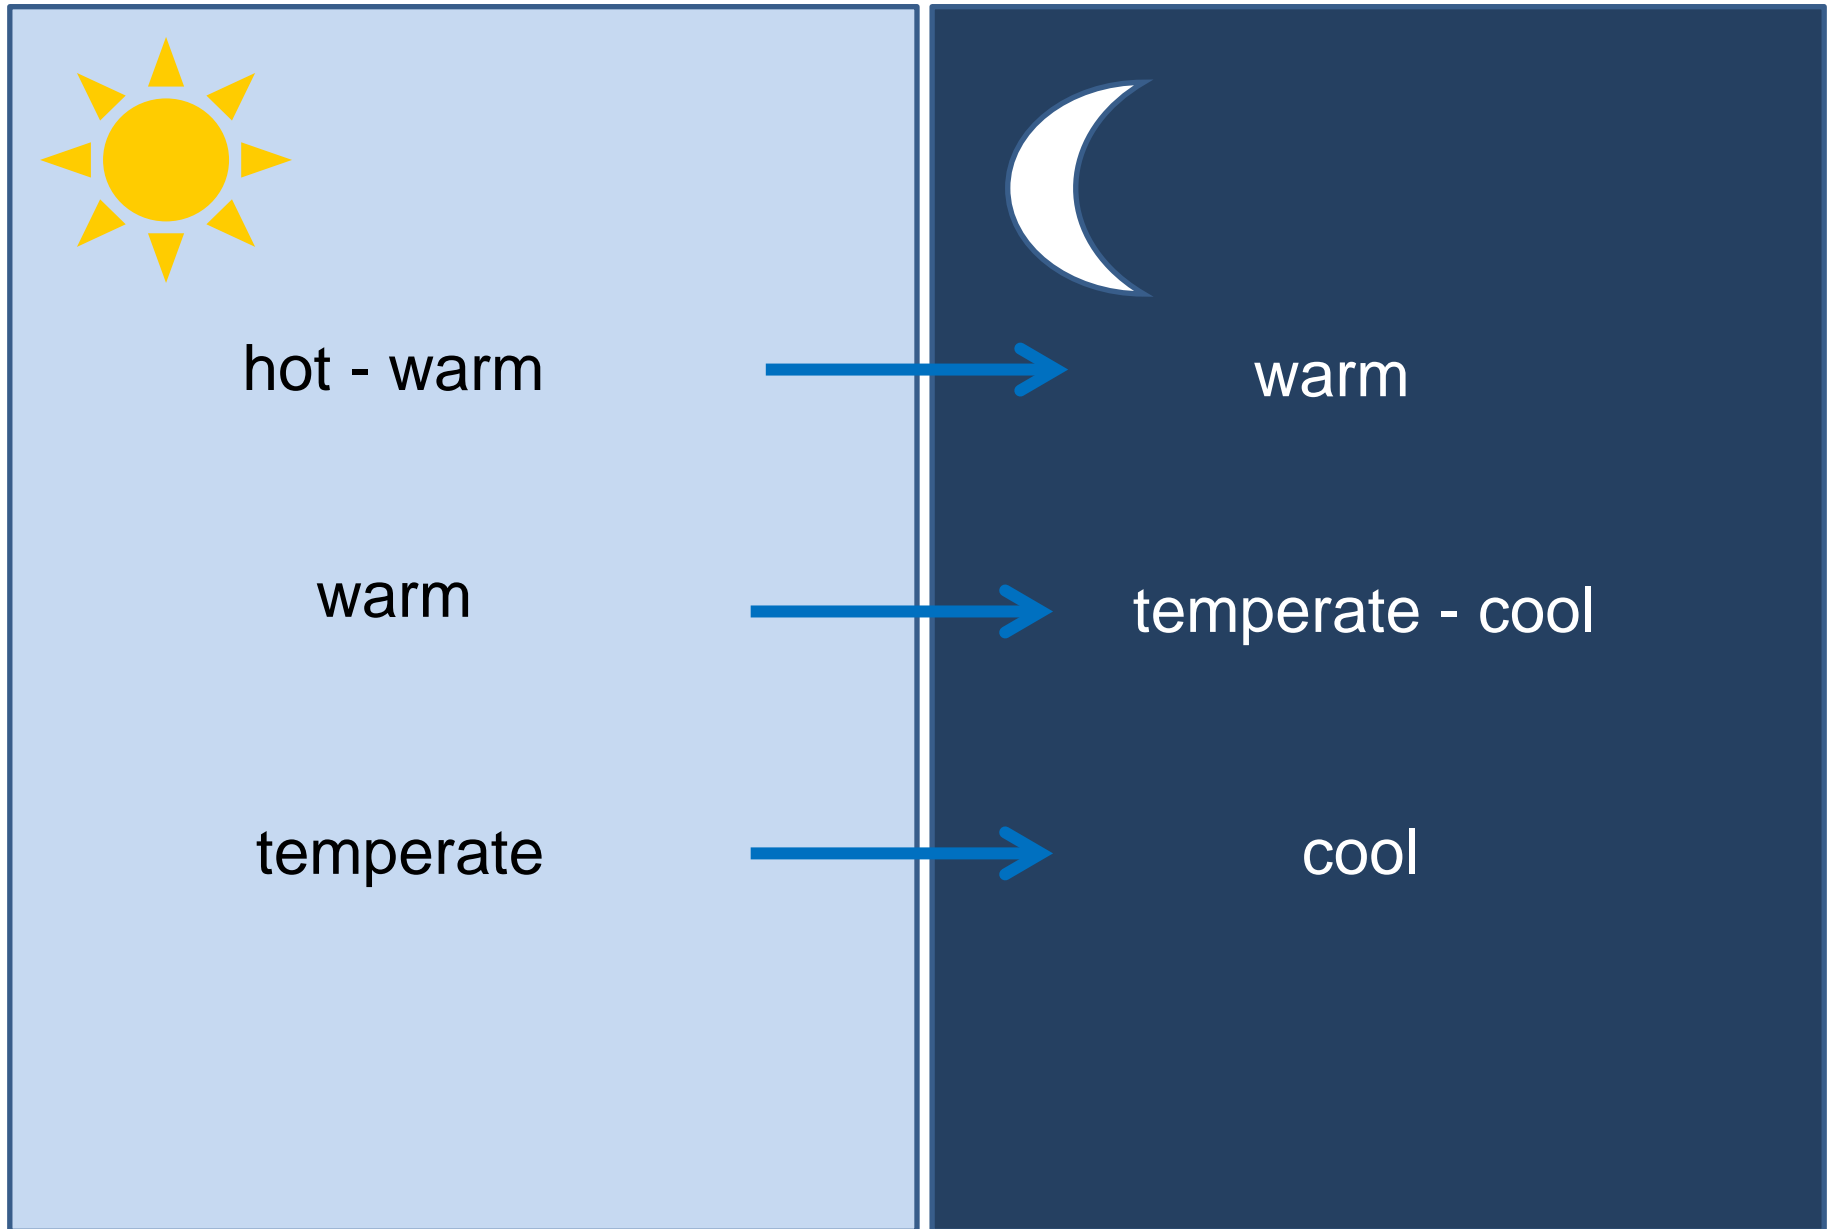 hot - warm
warm
warm
temperate - cool
temperate
cool